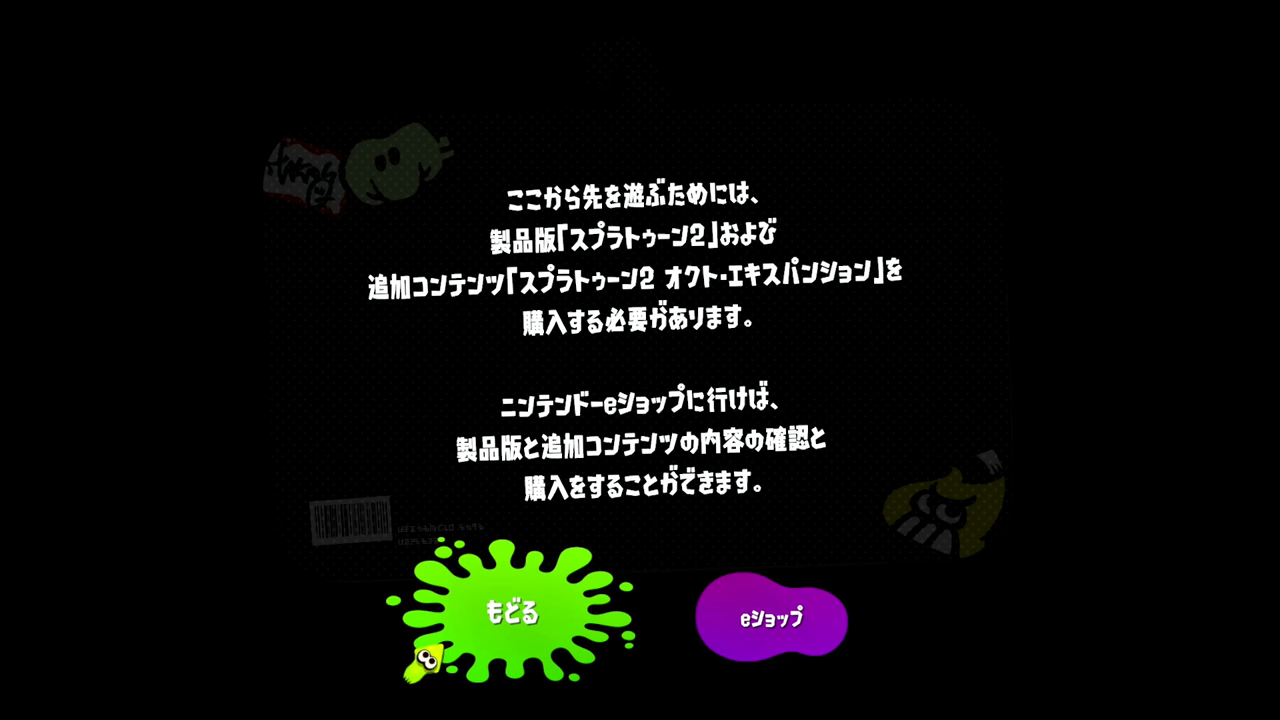 ここから先を遊ぶためには、
製品版「スプラトゥーン2」および
追加コンテンツ「スプラトゥーン2 オクト・エキスパンション」を
購入する必要があります。
ニンテンドーeショップに行けば、
製品版と追加コンテンツの内容の確認と
購入をすることができます。
もどる
eショップ